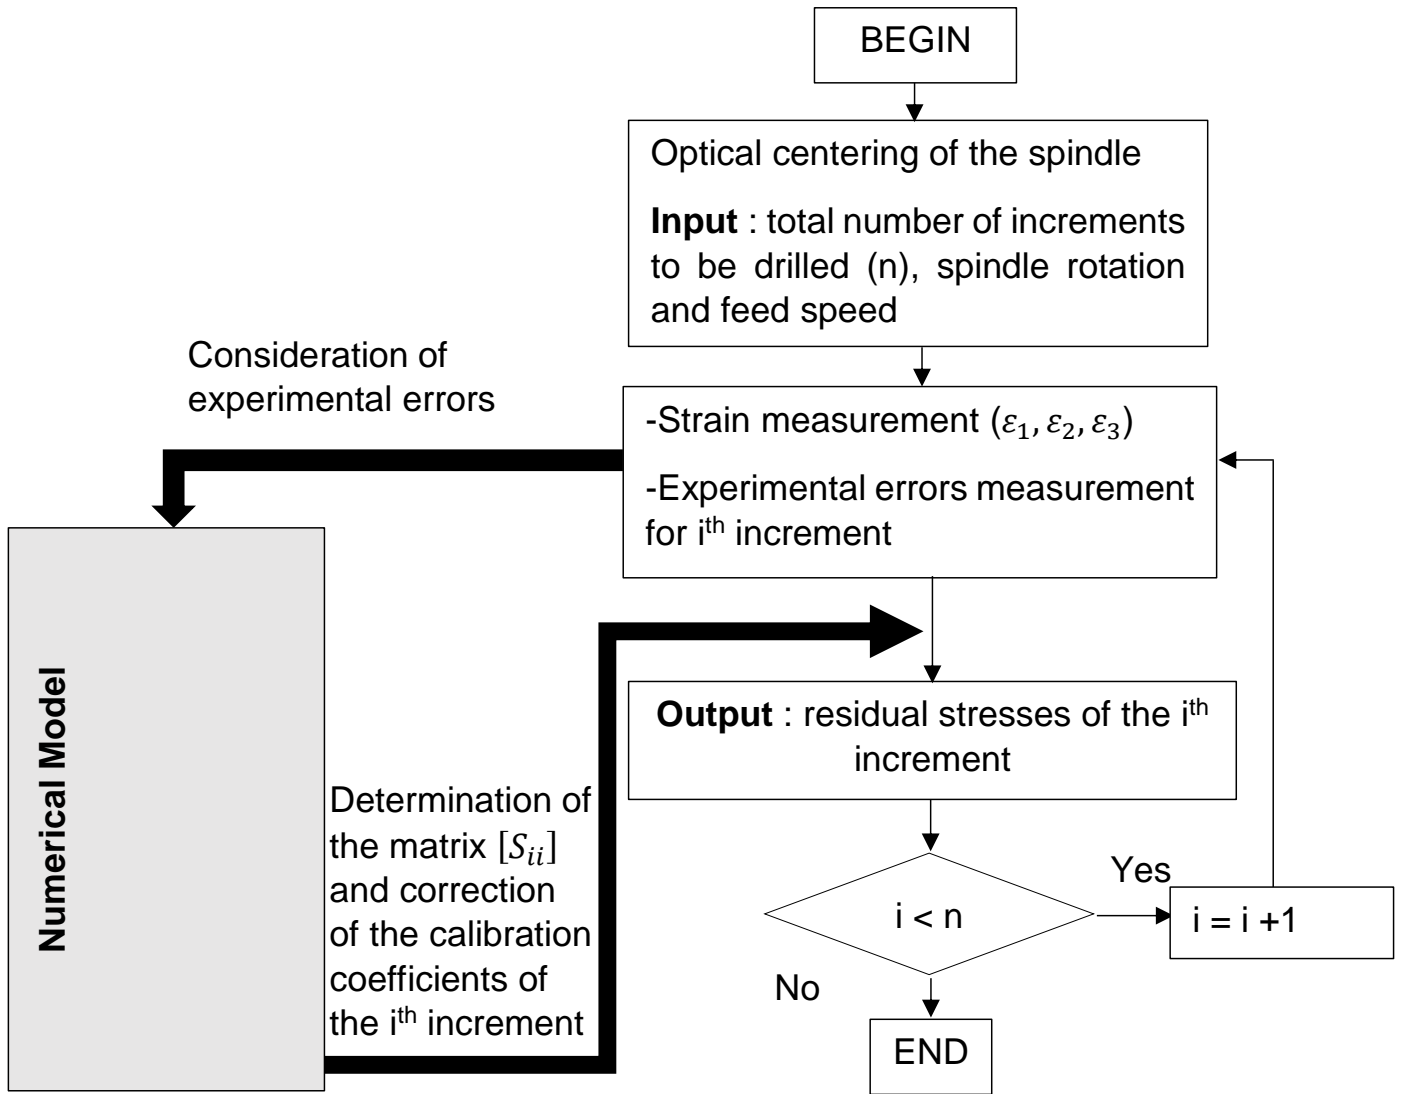 BEGIN
Optical centering of the spindle
Input : total number of increments
to be drilled (n), spindle rotation
and feed speed
Consideration of
experimental errors
-Strain measurement (ε₁, ε₂, ε₃)
-Experimental errors measurement
for iᵗʰ increment
Numerical Model
Output : residual stresses of the iᵗʰ
increment
Determination of
the matrix [Sᵢᵢ]
and correction
of the calibration
coefficients of
the iᵗʰ increment
i < n
Yes
i = i +1
No
END